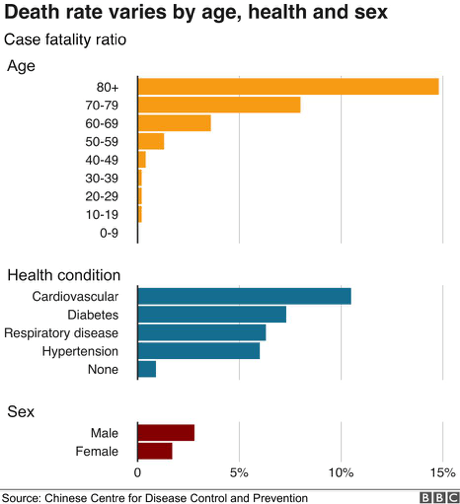 Death rate varies by age, health and sex
Case fatality ratio
Age
80+
70-79
60-69
50-59
40-49
30-39
20-29
10-19
0-9
Health condition
Cardiovascular
Diabetes
Respiratory disease
Hypertension
None
Sex
Male
Female
0 5% 10% 15%
Source: Chinese Centre for Disease Control and Prevention BBC